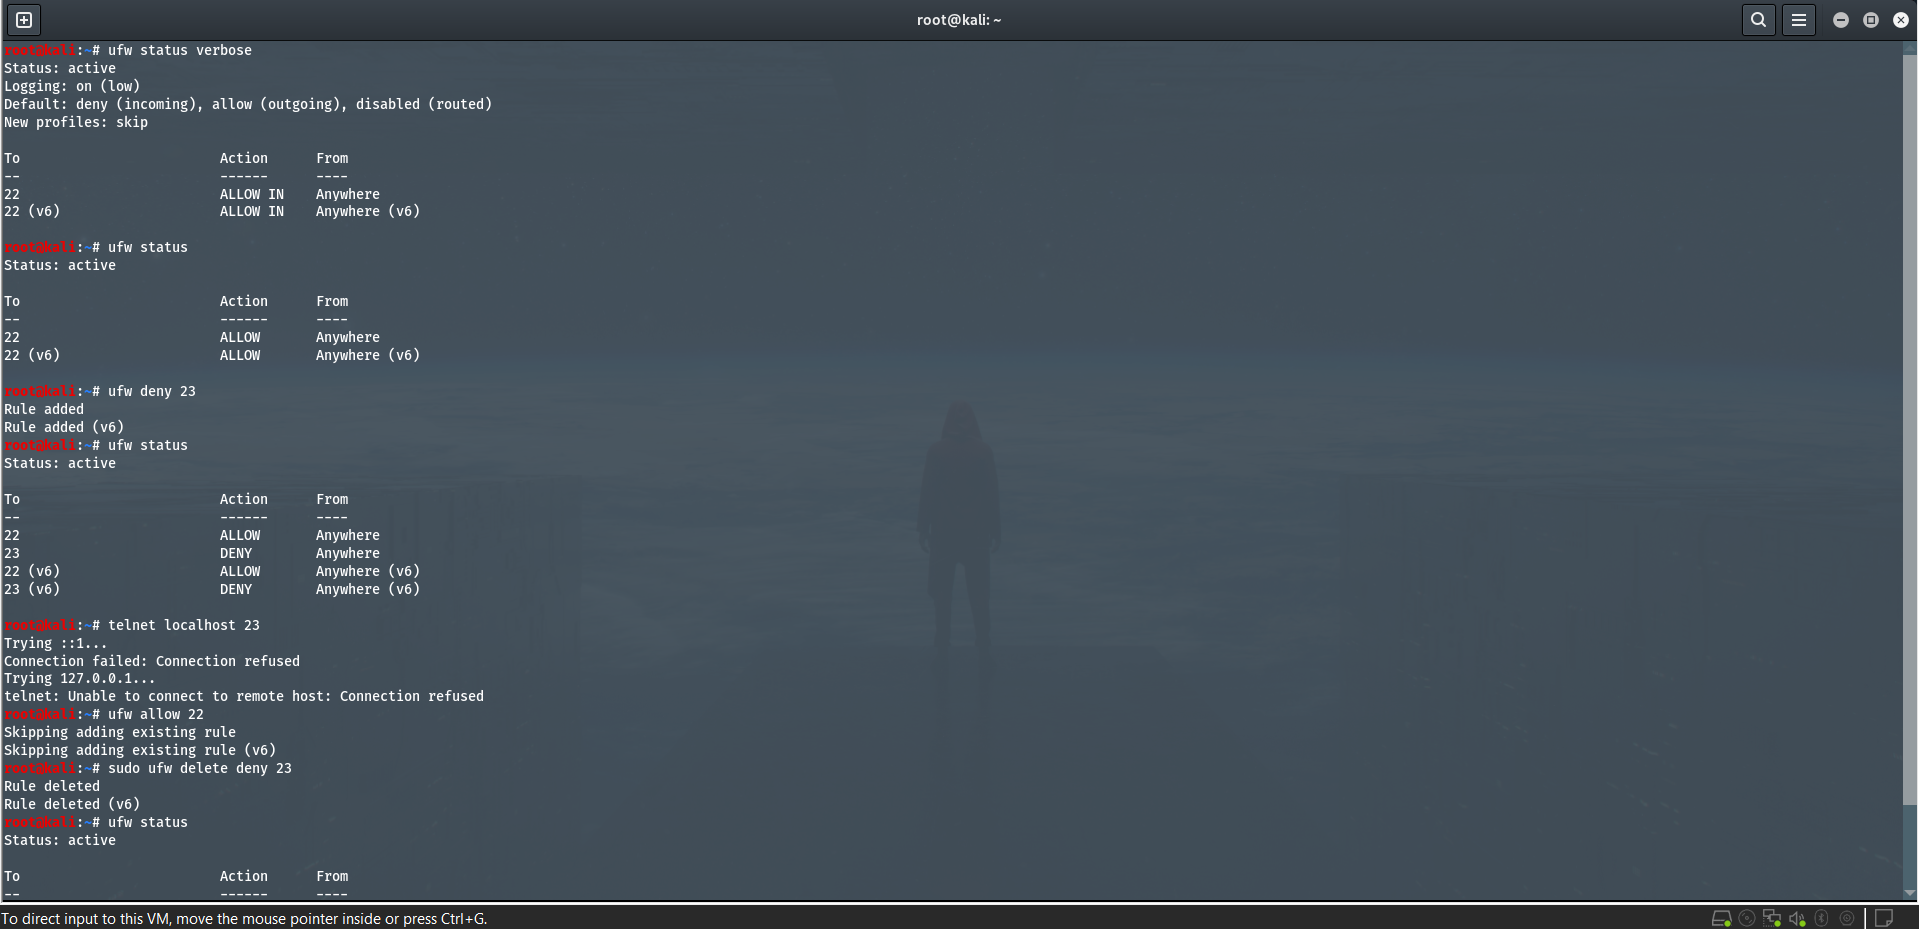 root@kali: ~
root@kali:~# ufw status verbose
Status: active
Logging: on (low)
Default: deny (incoming), allow (outgoing), disabled (routed)
New profiles: skip
To                         Action      From
--                         ------      ----
22                         ALLOW IN    Anywhere
22 (v6)                    ALLOW IN    Anywhere (v6)
root@kali:~# ufw status
Status: active
To                         Action      From
--                         ------      ----
22                         ALLOW       Anywhere
22 (v6)                    ALLOW       Anywhere (v6)
root@kali:~# ufw deny 23
Rule added
Rule added (v6)
root@kali:~# ufw status
Status: active
To                         Action      From
--                         ------      ----
22                         ALLOW       Anywhere
23                         DENY        Anywhere
22 (v6)                    ALLOW       Anywhere (v6)
23 (v6)                    DENY        Anywhere (v6)
root@kali:~# telnet localhost 23
Trying ::1...
Connection failed: Connection refused
Trying 127.0.0.1...
telnet: Unable to connect to remote host: Connection refused
root@kali:~# ufw allow 22
Skipping adding existing rule
Skipping adding existing rule (v6)
root@kali:~# sudo ufw delete deny 23
Rule deleted
Rule deleted (v6)
root@kali:~# ufw status
Status: active
To                         Action      From
--                         ------      ----
To direct input to this VM, move the mouse pointer inside or press Ctrl+G.